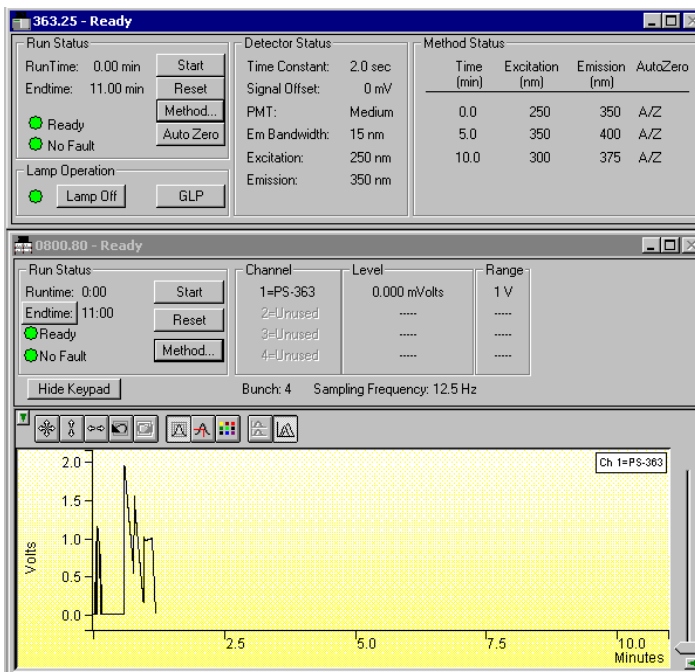 363.25 - Ready
Run Status
RunTime: 0.00 min
Start
Endtime: 11.00 min
Reset
Method...
Ready
Auto Zero
No Fault
Lamp Operation
Lamp Off
GLP
Detector Status
Time Constant: 2.0 sec
Signal Offset: 0 mV
PMT: Medium
Em Bandwidth: 15 nm
Excitation: 250 nm
Emission: 350 nm
Method Status
Time Excitation Emission AutoZero
(min) (nm) (nm)
0.0 250 350 A/Z
5.0 350 400 A/Z
10.0 300 375 A/Z
0800.80 - Ready
Run Status
Runtime: 0:00
Start
Endtime: 11:00
Reset
Ready
No Fault
Method...
Channel Level Range
1=PS-363 0.000 mVolts 1 V
2=Unused -----  -----
3=Unused ----- -----
4=Unused ----- -----
Hide Keypad
Bunch: 4 Sampling Frequency: 12.5 Hz
Ch 1=PS-363
2.0
1.5
1.0
0.5
0.0
Volts
2.5 5.0 7.5 10.0
Minutes